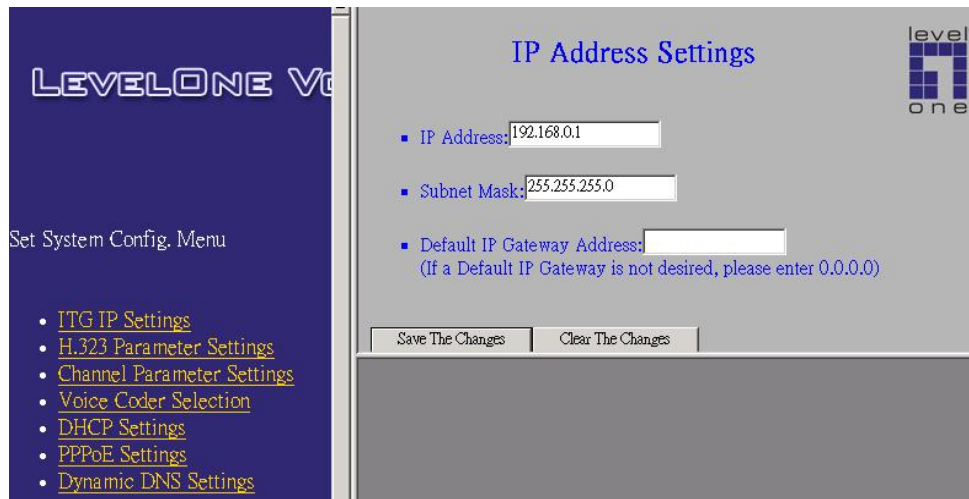 LEVELONE
Set System Config. Menu
ITG IP Settings
H.323 Parameter Settings
Channel Parameter Settings
Voice Coder Selection
DHCP Settings
PPPoE Settings
Dynamic DNS Settings
IP Address Settings
level
one
IP Address: 192.168.0.1
Subnet Mask: 255.255.255.0
Default IP Gateway Address:
(If a Default IP Gateway is not desired, please enter 0.0.0.0)
Save The Changes
Clear The Changes